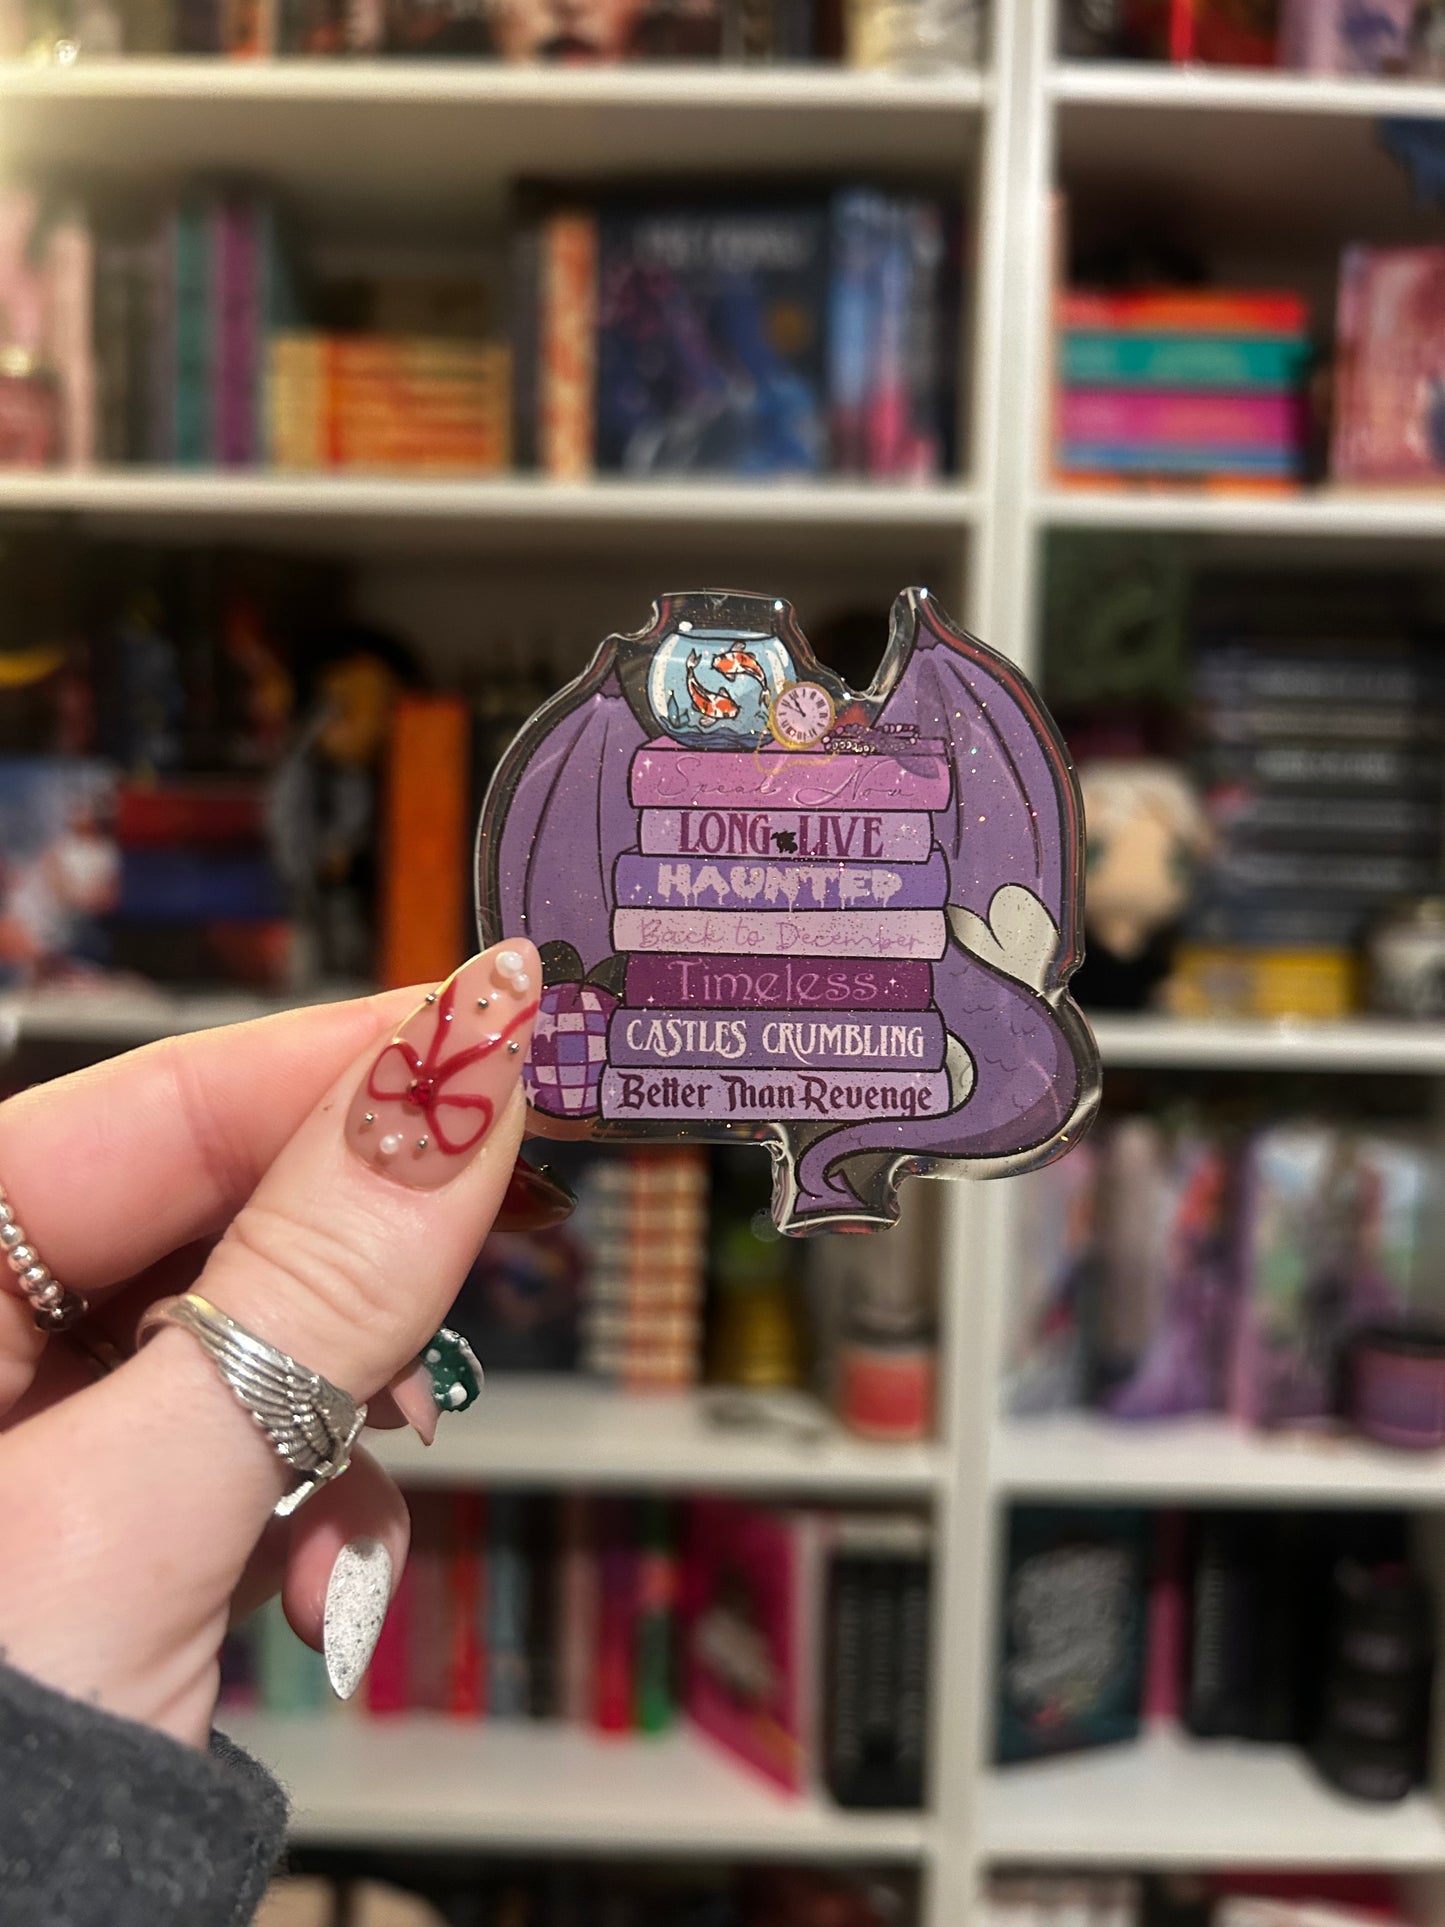 Speak Now
LONG LIVE
HAUNTED
Back to December
Timeless
CASTLES CRUMBLING
Better Than Revenge